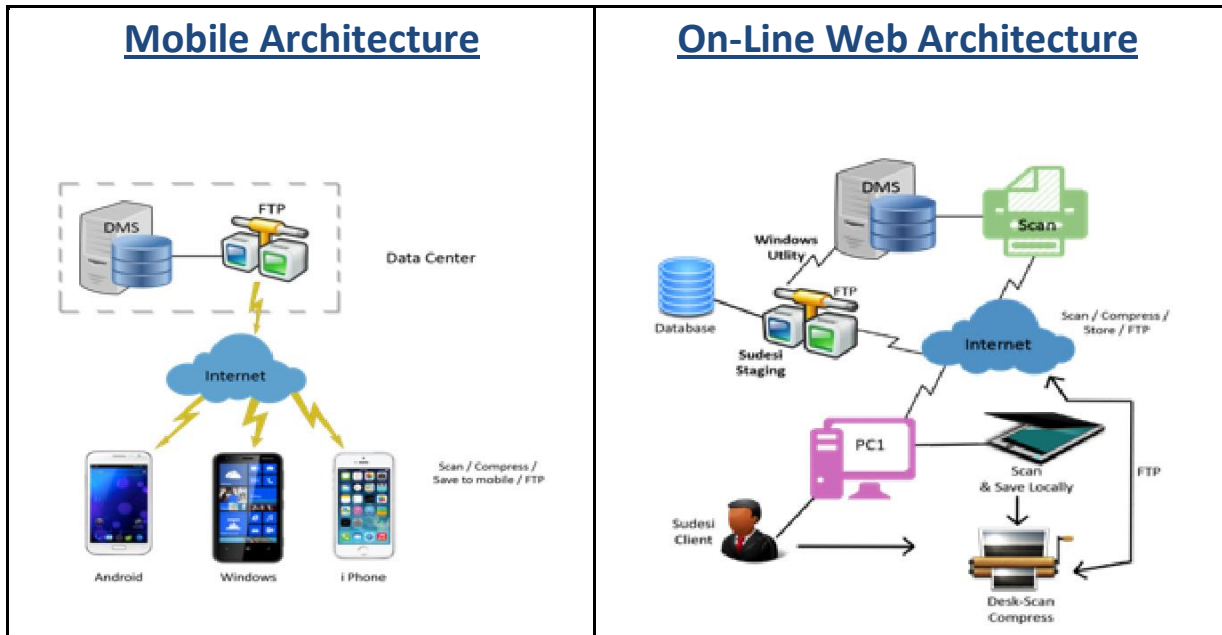 Mobile Architecture
DMS
FTP
Data Center
Internet
Scan / Compress /
Save to mobile / FTP
Android
Windows
i Phone
On-Line Web Architecture
DMS
Scan
Windows
Utlity
FTP
Database
Sudesi
Staging
Internet
Scan / Compress /
Store / FTP
PC1
Scan
& Save Locally
FTP
Sudesi
Client
Desk-Scan
Compress